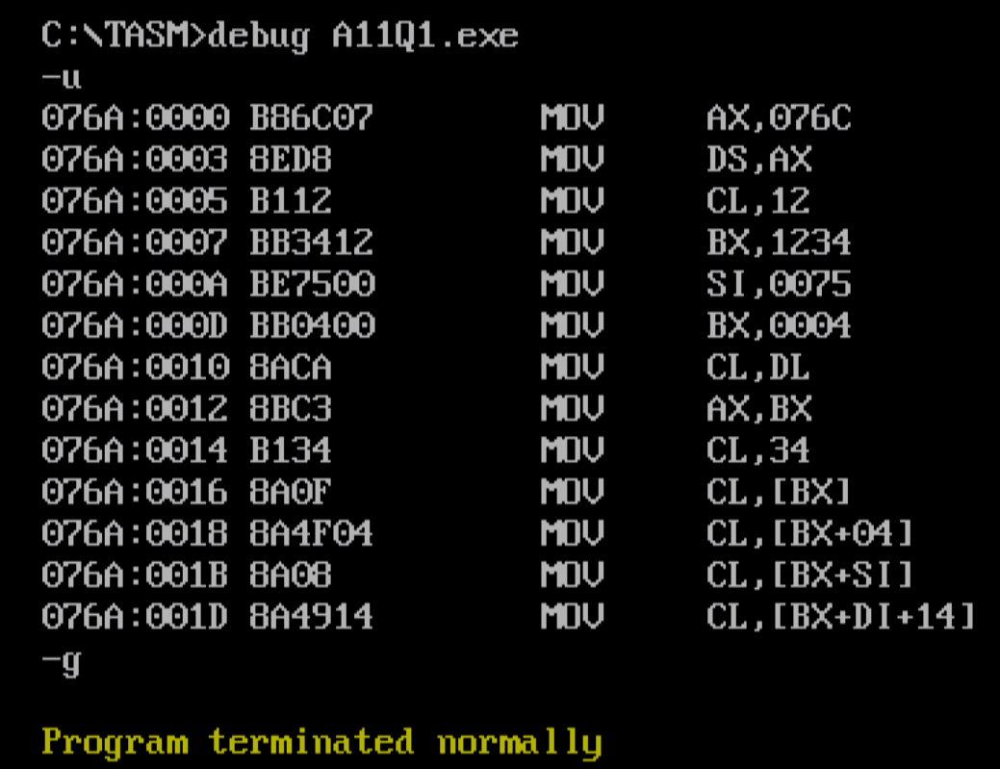 C:\TASM>debug A11Q1.exe
-u
076A:0000 B86C07 MOV AX,076C
076A:0003 8ED8 MOV DS,AX
076A:0005 B112 MOV CL,12
076A:0007 BB3412 MOV BX,1234
076A:000A BE7500 MOV SI,0075
076A:000D BB0400 MOV BX,0004
076A:0010 8ACA MOV CL,DL
076A:0012 8BC3 MOV AX,BX
076A:0014 B134 MOV CL,34
076A:0016 8A0F MOV CL,[BX]
076A:0018 8A4F04 MOV CL,[BX+04]
076A:001B 8A08 MOV CL,[BX+SI]
076A:001D 8A4914 MOV CL,[BX+DI+14]
-g
Program terminated normally